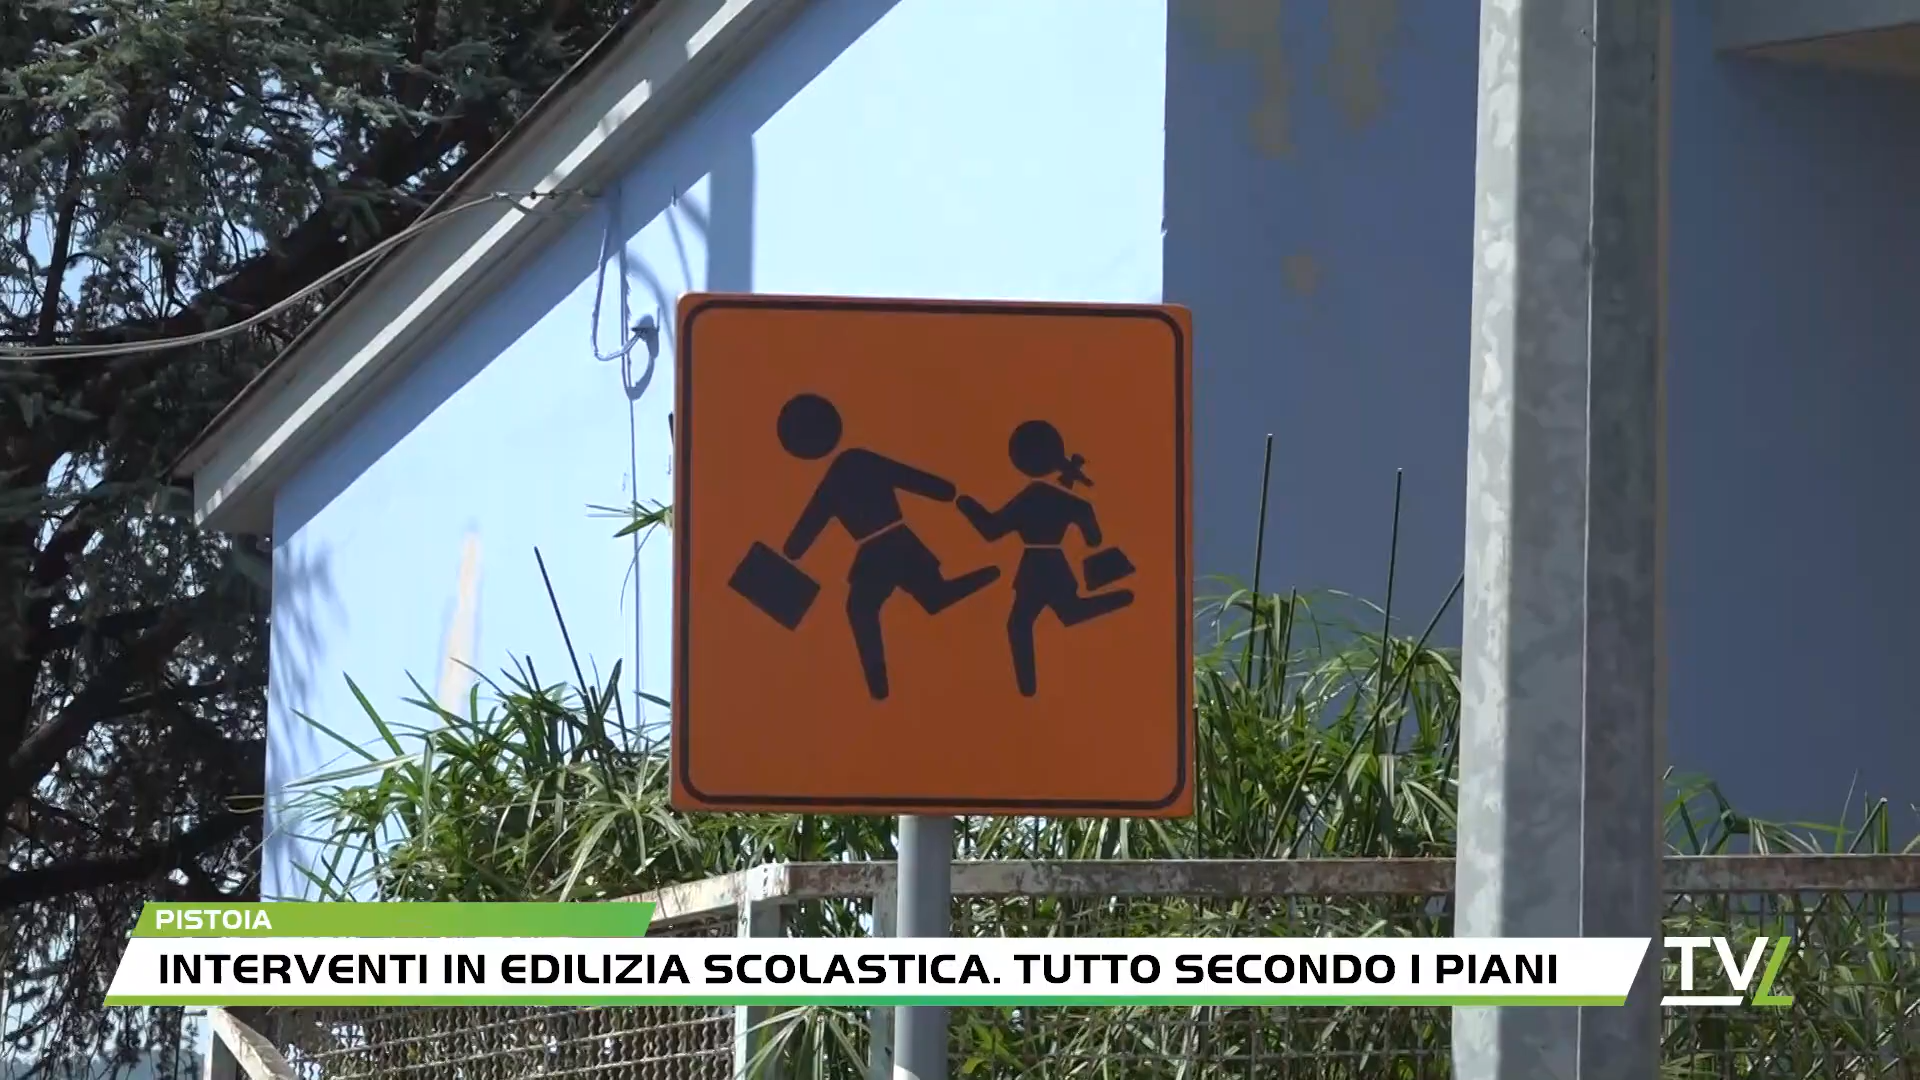 PISTOIA
INTERVENTI IN EDILIZIA SCOLASTICA. TUTTO SECONDO I PIANI
TVL